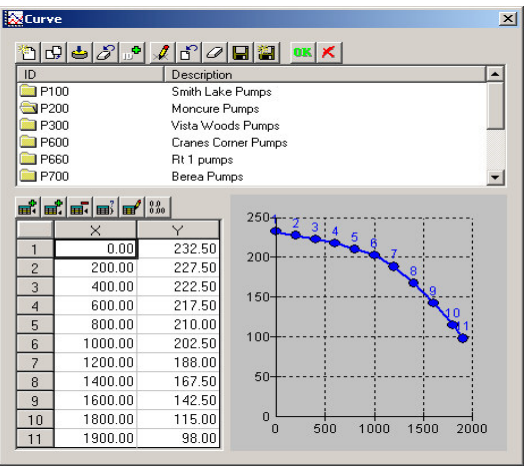 Curve
OK
ID Description
P100 Smith Lake Pumps
P200 Moncure Pumps
P300 Vista Woods Pumps
P600 Cranes Corner Pumps
P660 Rt 1 pumps
P700 Berea Pumps
X Y
1 0.00 232.50
2 200.00 227.50
3 400.00 222.50
4 600.00 217.50
5 800.00 210.00
6 1000.00 202.50
7 1200.00 188.00
8 1400.00 167.50
9 1600.00 142.50
10 1800.00 115.00
11 1900.00 98.00
250
200
150
100
50
0
1 2 3 4 5 6 7 8 9 10 11
0 500 1000 1500 2000